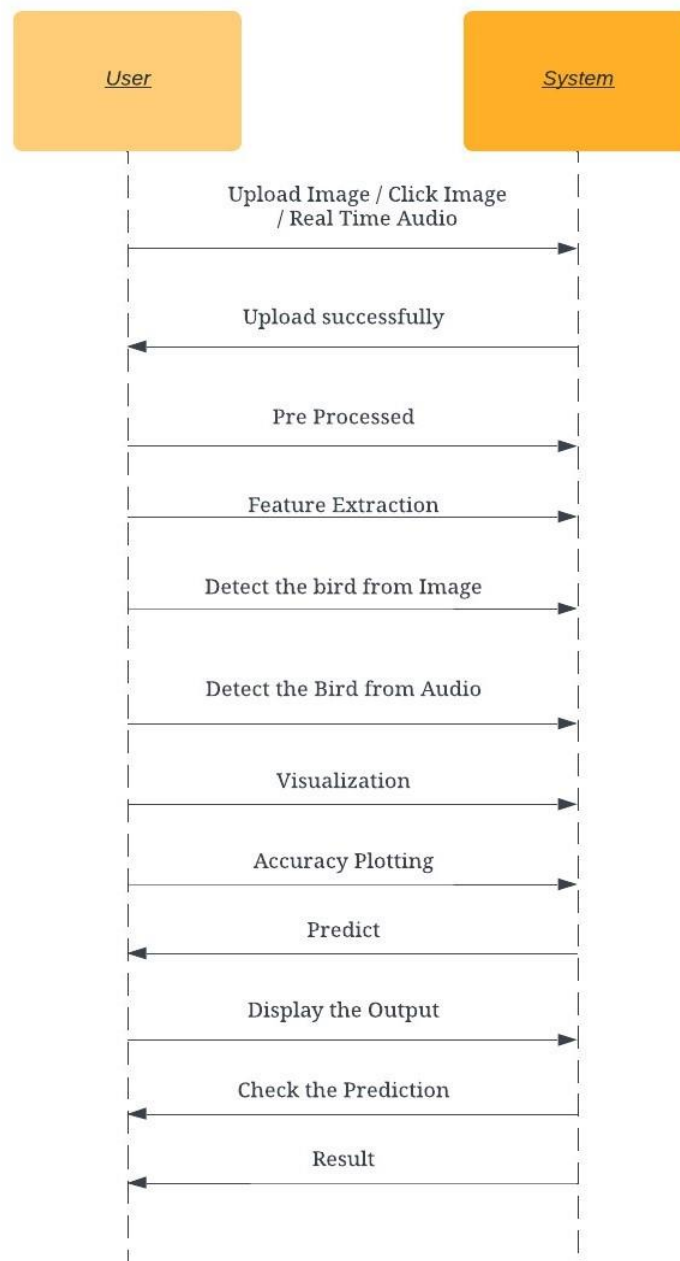 User
System
Upload Image / Click Image
/ Real Time Audio
Upload successfully
Pre Processed
Feature Extraction
Detect the bird from Image
Detect the Bird from Audio
Visualization
Accuracy Plotting
Predict
Display the Output
Check the Prediction
Result